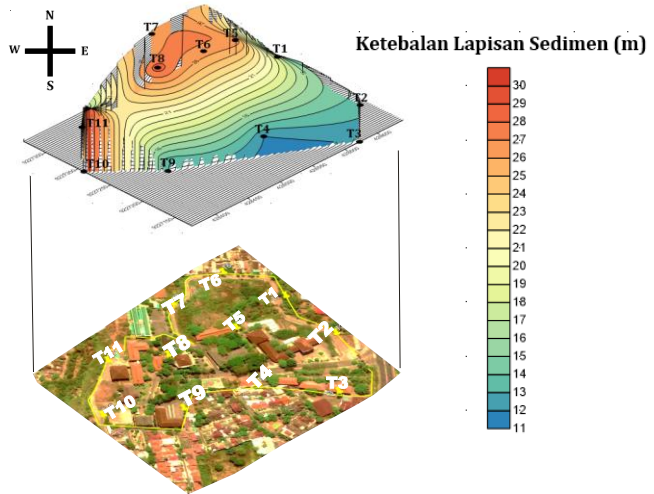 N
W E
S
Ketebalan Lapisan Sedimen (m)
T7
T5
T6
T1
T8
T2
T11
T4
T3
T10
T9
30
29
28
27
26
25
24
23
22
21
20
19
18
17
16
15
14
13
12
11
T6
T1
T7
T5
T2
T8
T11
T4
T3
T9
T10